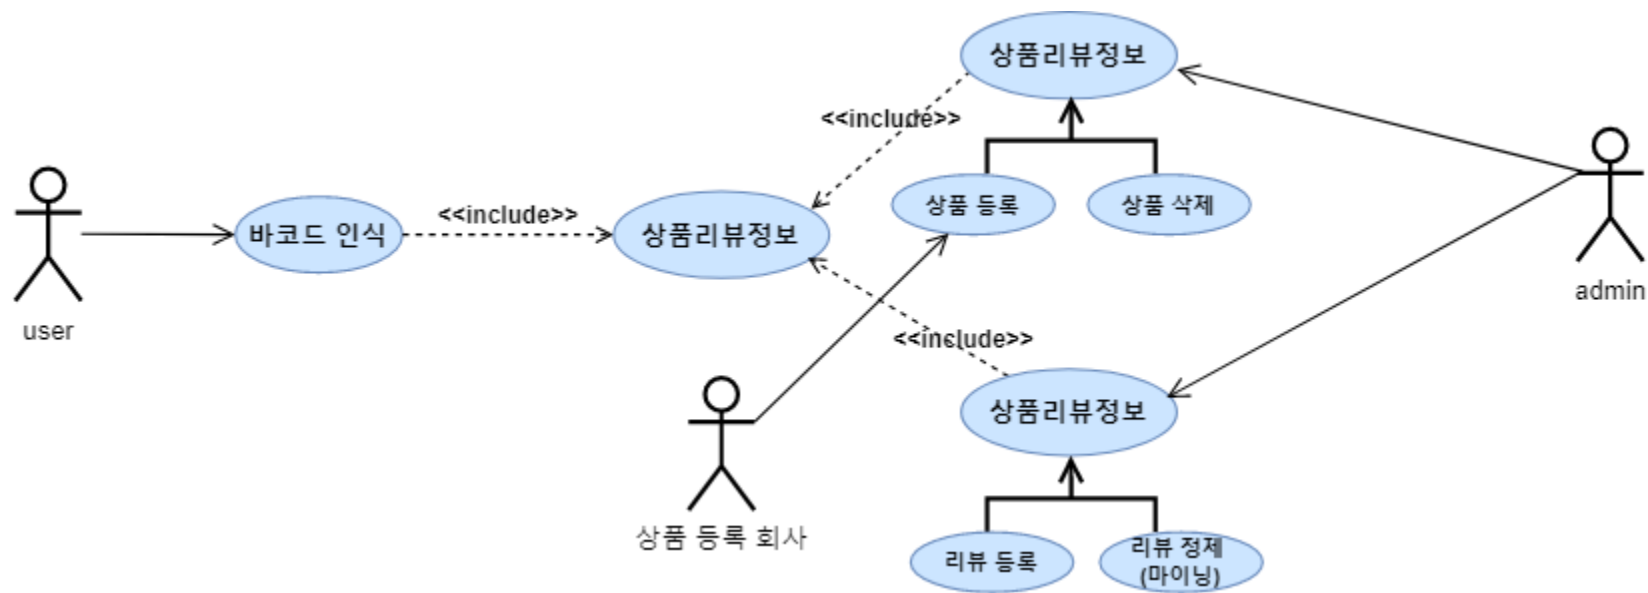 상품리뷰정보
<<include>>
상품 등록
상품 삭제
user
바코드 인식
<<include>>
상품리뷰정보
admin
<<include>>
상품 등록 회사
상품리뷰정보
리뷰 등록
리뷰 정제
(마이닝)